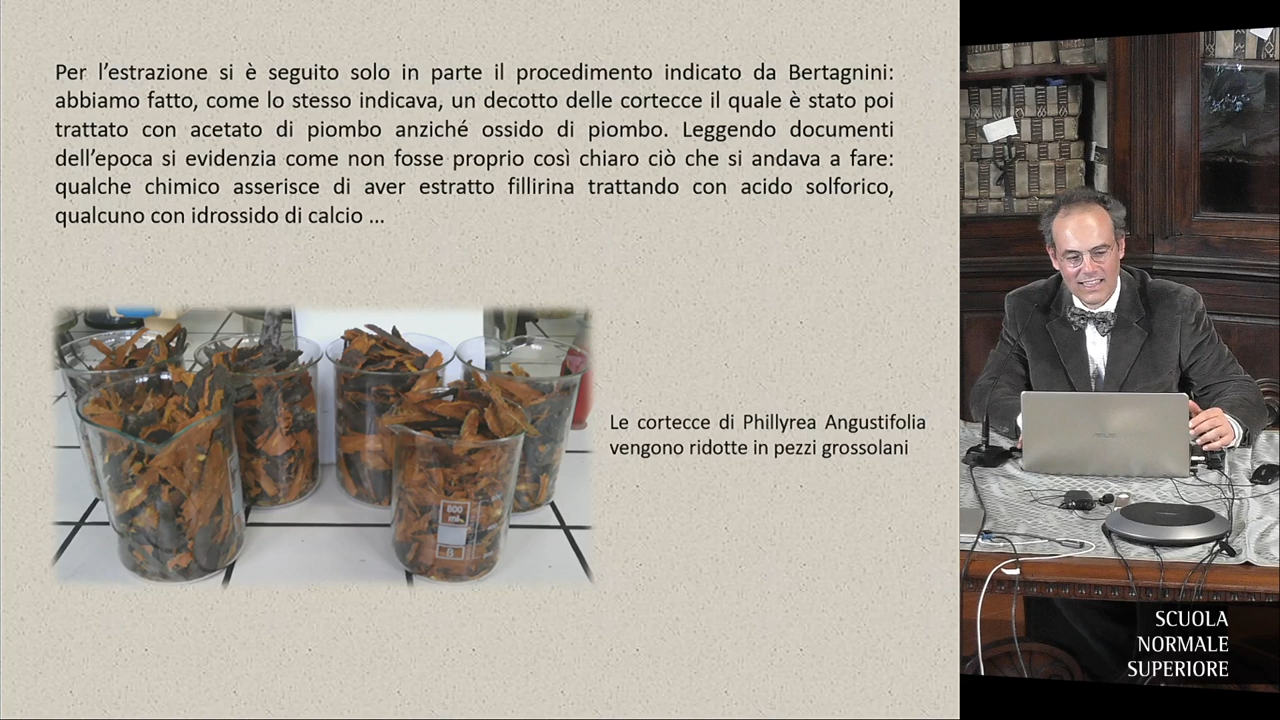 Per l’estrazione si è seguito solo in parte il procedimento indicato da Bertagnini:
abbiamo fatto, come lo stesso indicava, un decotto delle cortecce il quale è stato poi
trattato con acetato di piombo anziché ossido di piombo. Leggendo documenti
dell’epoca si evidenzia come non fosse proprio così chiaro ciò che si andava a fare:
qualche chimico asserisce di aver estratto fillirina trattando con acido solforico,
qualcuno con idrossido di calcio ...
Le cortecce di Phillyrea Angustifolia
vengono ridotte in pezzi grossolani
800
ml
B
ASUS
SCUOLA
NORMALE
SUPERIORE